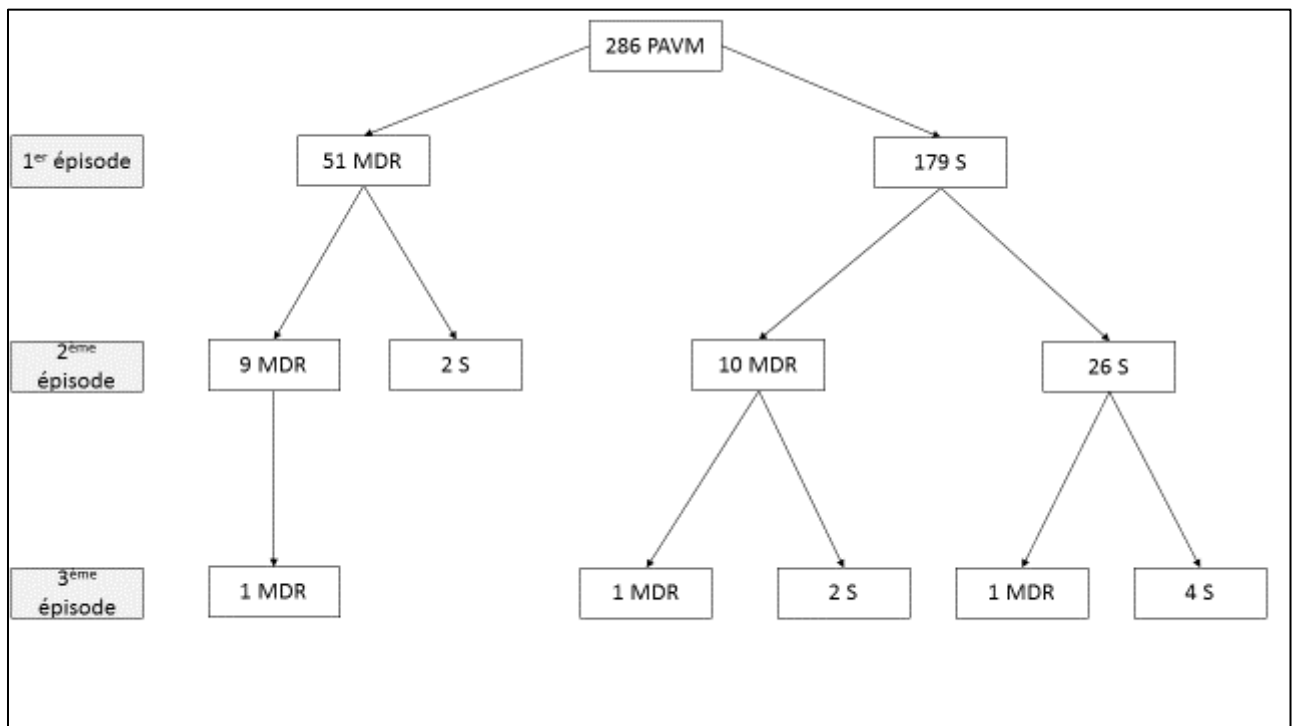 286 PAVM
1er épisode
51 MDR
179 S
2ème
épisode
9 MDR
2 S
10 MDR
26 S
3ème
épisode
1 MDR
1 MDR
2 S
1 MDR
4 S